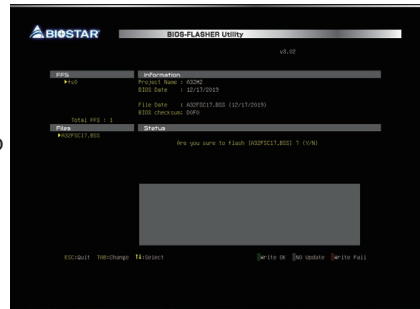 BIOSTAR
BIOS-FLASHER Utility
v3.02
FFS
fs0
Total FFS : 1
Information
Project Name : A32M2
BIOS Date : 12/17/2019
File Date : A32FSC17.BSS (12/17/2019)
BIOS checksum: D0F0
Files
A32FSC17.BSS
Status
Are you sure to flash [A32FSC17.BSS] ? (Y/N)
ESC:Quit TAB:Change ↑↓:Select
Write OK NO Update Write Fail